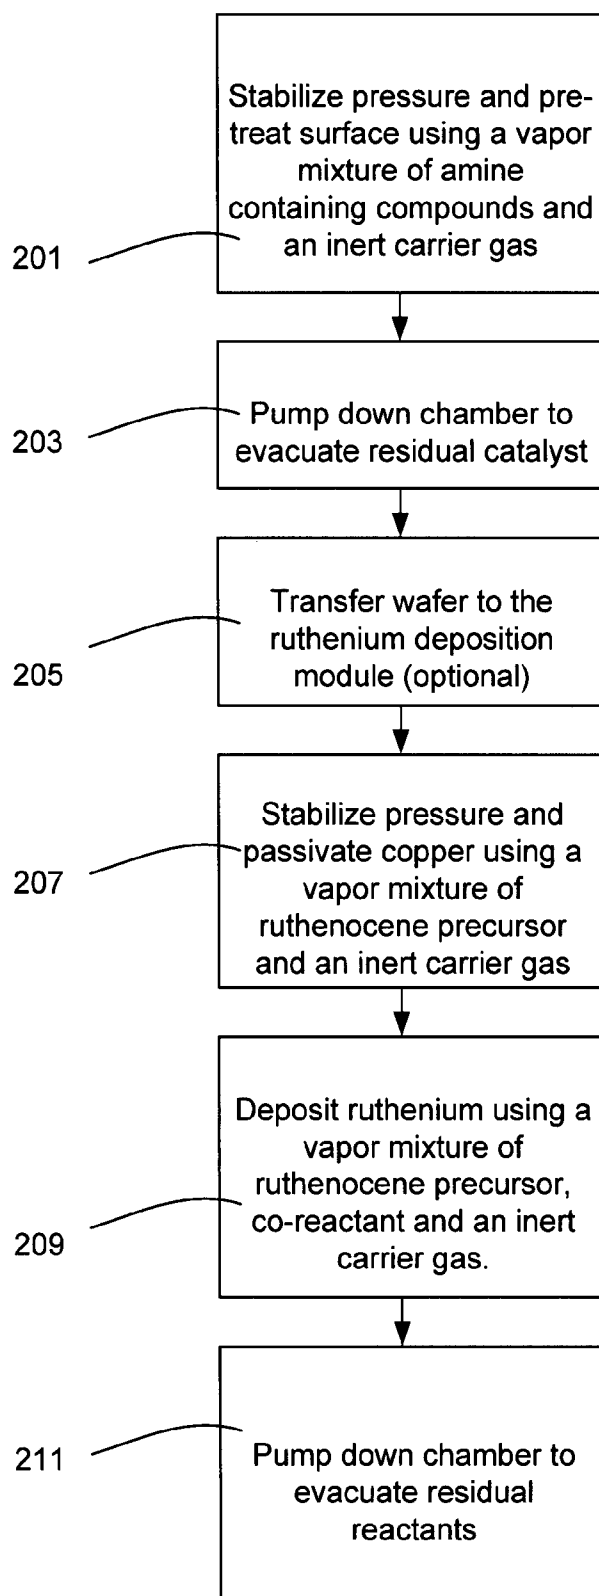 Stabilize pressure and pre-
treat surface using a vapor
mixture of amine
containing compounds and
an inert carrier gas
201
Pump down chamber to
evacuate residual catalyst
203
Transfer wafer to the
ruthenium deposition
module (optional)
205
Stabilize pressure and
passivate copper using a
vapor mixture of
ruthenocene precursor
and an inert carrier gas
207
Deposit ruthenium using a
vapor mixture of
ruthenocene precursor,
co-reactant and an inert
carrier gas.
209
Pump down chamber to
evacuate residual
reactants
211